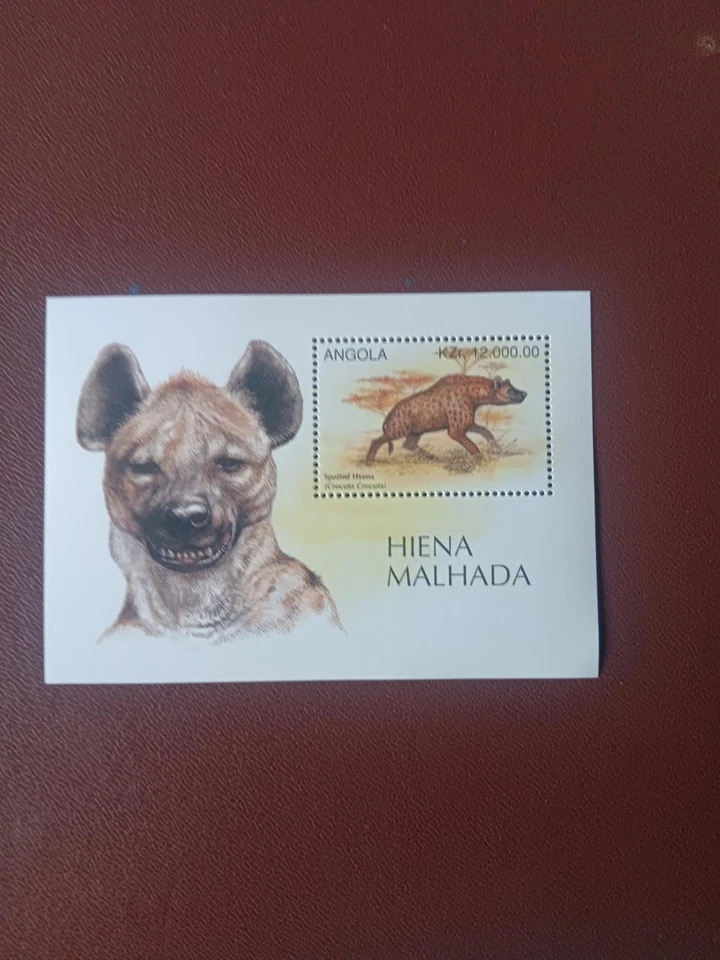 ANGOLA KZr. 12,000.00
Spotted Hyena
(Crocuta Crocuta)
HIENA
MALHADA